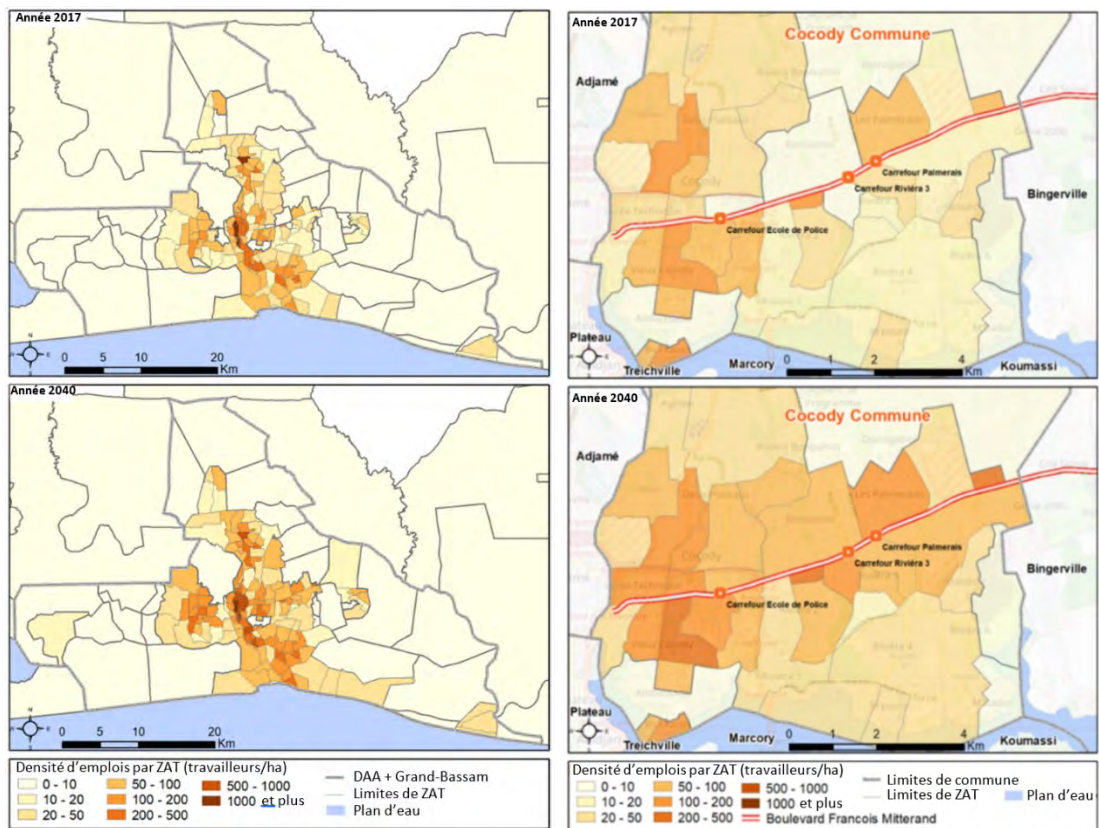 Année 2017
0 5 10 20
Km
Année 2017
Cocody Commune
Adjamé
Cocody
Carrefour Palmerais
Carrefour Riviéra 3
Carrefour Ecole de Police
Bingerville
Plateau
Treichville
Marcory
Koumassi
0 1 2 4
Km
Année 2040
0 5 10 20
Km
Année 2040
Cocody Commune
Adjamé
Cocody
Carrefour Palmerais
Carrefour Riviéra 3
Carrefour Ecole de Police
Bingerville
Plateau
Treichville
Marcory
Koumassi
0 1 2 4
Km
Densité d'emplois par ZAT (travailleurs/ha)
0 - 10 50 - 100 500 - 1000
10 - 20 100 - 200 1000 et plus
20 - 50 200 - 500
DAA + Grand-Bassam
Limites de ZAT
Plan d'eau
Densité d'emplois par ZAT (travailleurs/ha)
0 - 10 50 - 100 500 - 1000
10 - 20 100 - 200 1000 et plus
20 - 50 200 - 500
Limites de commune
Limites de ZAT
Plan d'eau
Boulevard Francois Mitterand